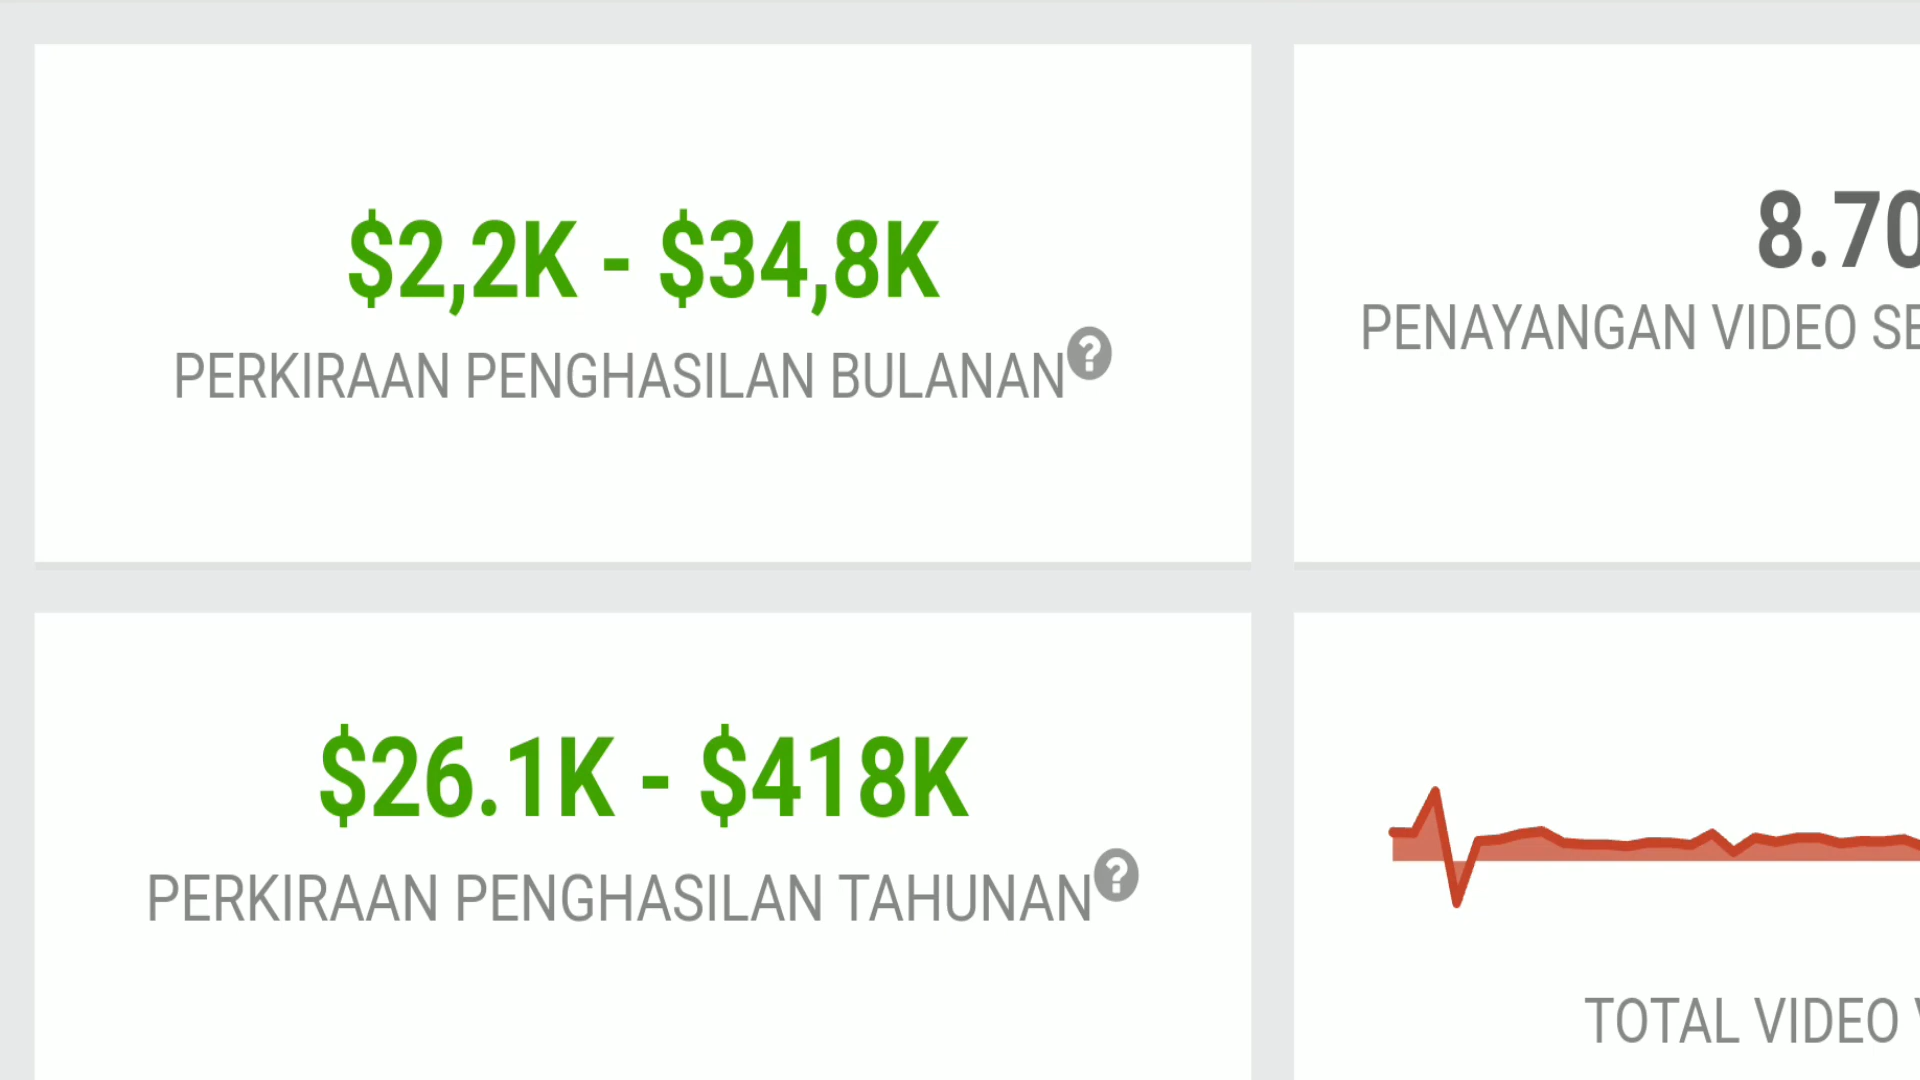 $2,2K - $34,8K
PERKIRAAN PENGHASILAN BULANAN
8.70
PENAYANGAN VIDEO SE
$26.1K - $418K
PERKIRAAN PENGHASILAN TAHUNAN
TOTAL VIDEO